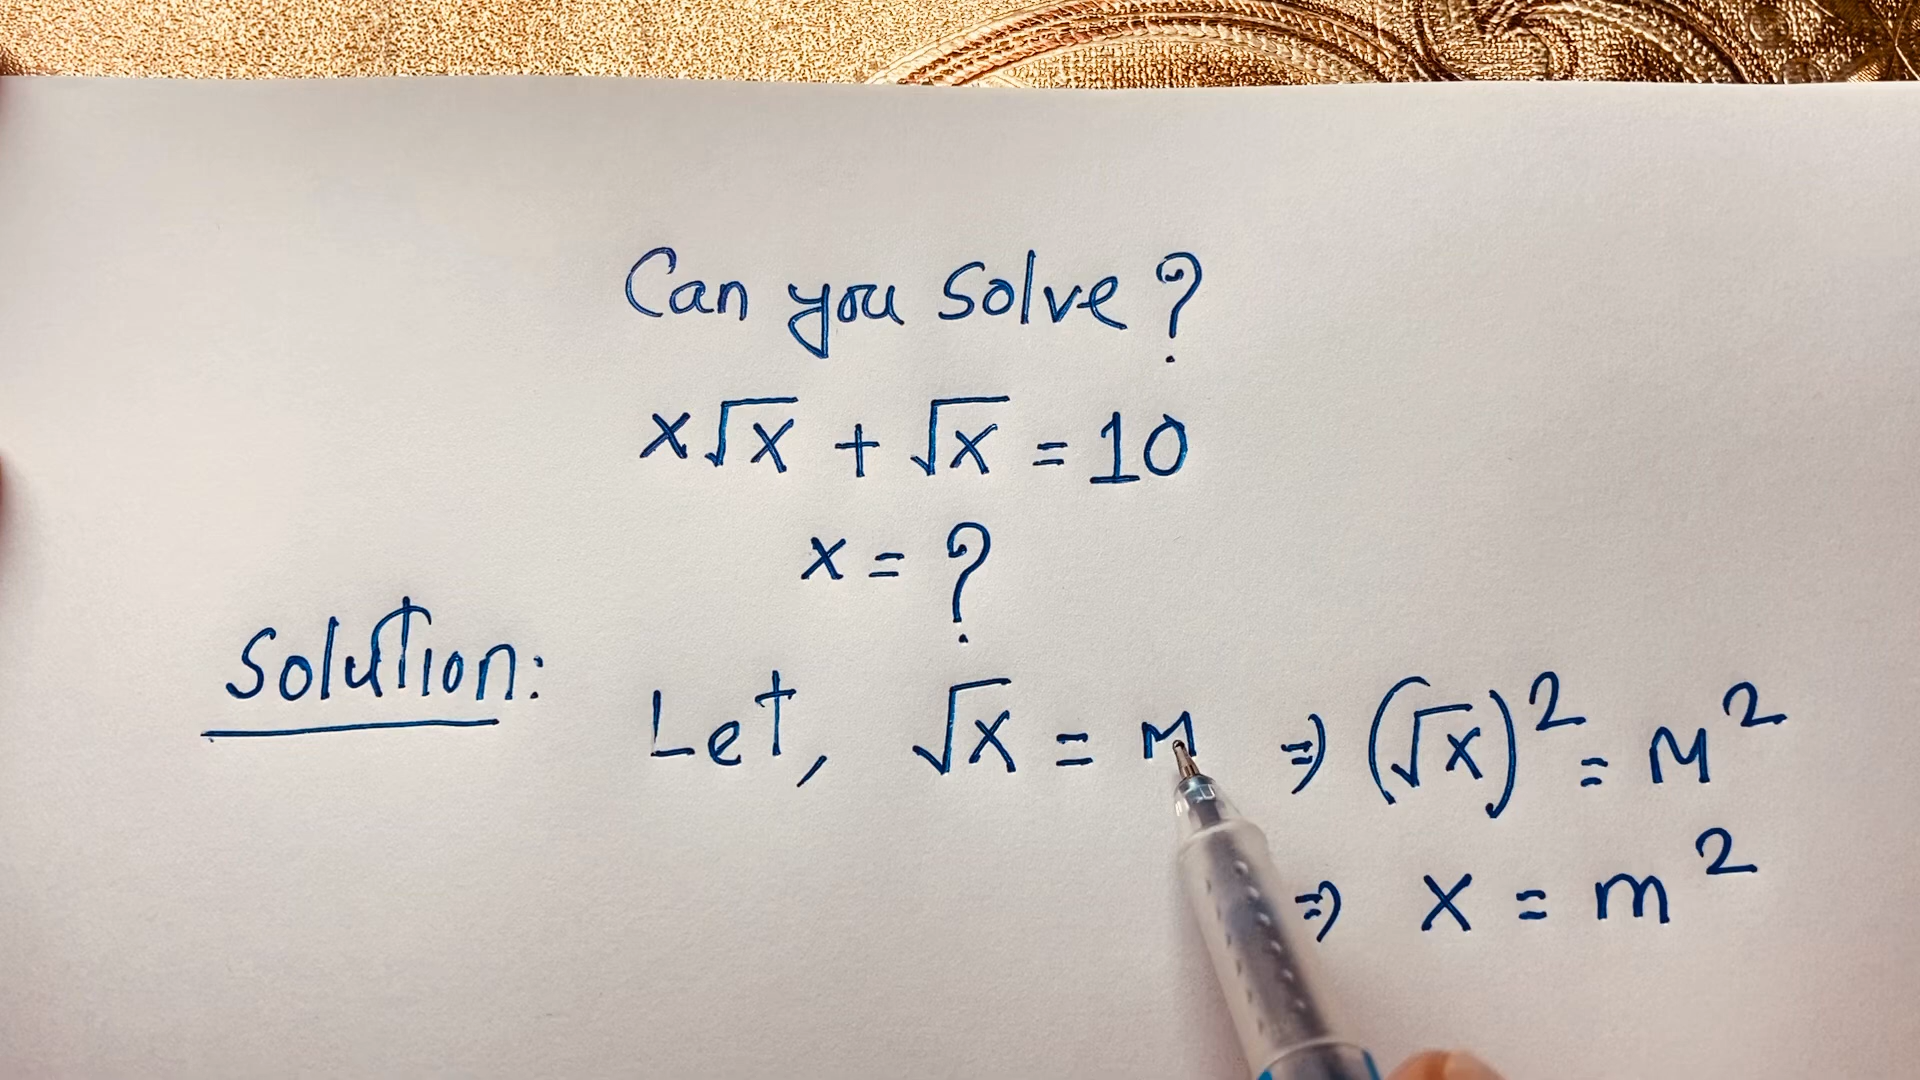 Can you solve?
x√x + √x = 10
x = ?
Solution:
Let, √x = M ⇒ (√x)² = M²
⇒ x = m²